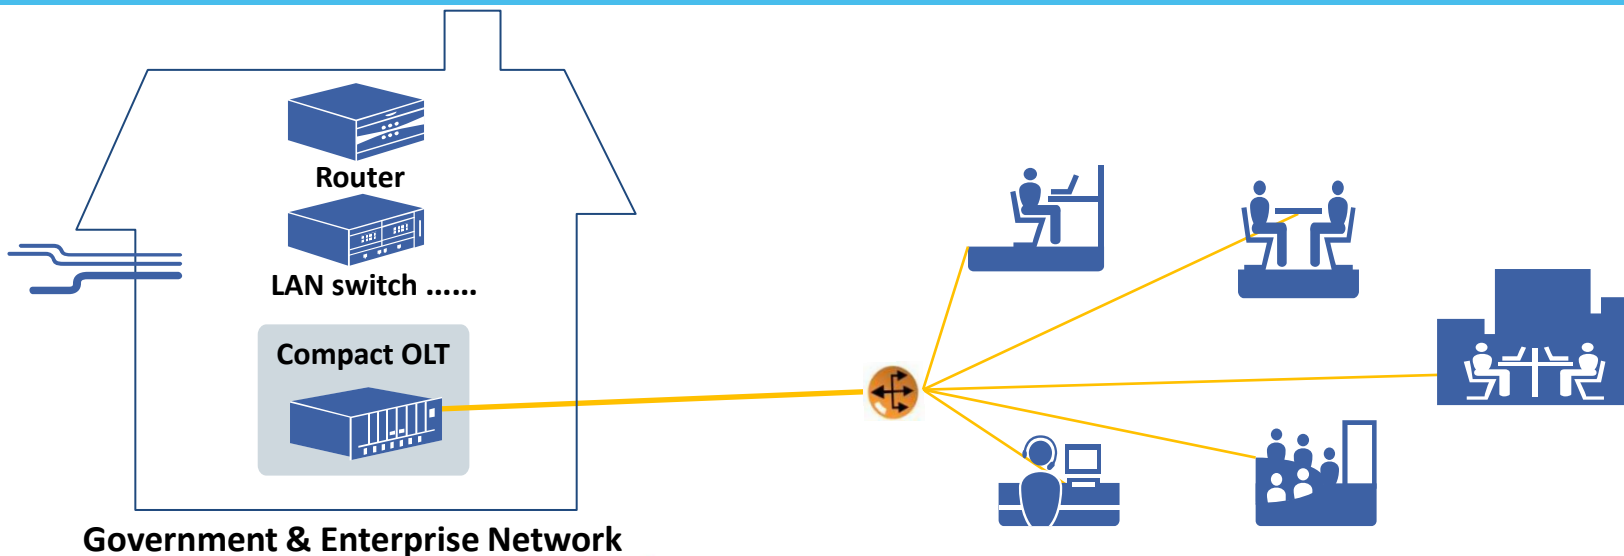 Router
LAN switch ......
Compact OLT
Government & Enterprise Network